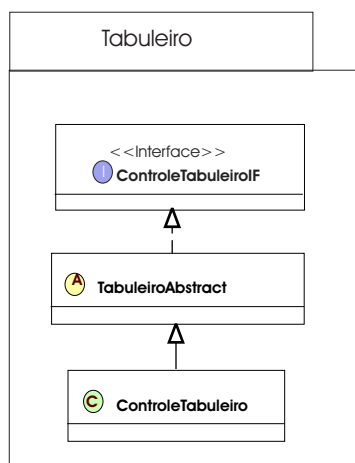 Tabuleiro
<<Interface>>
I ControleTabuleiroIF
A TabuleiroAbstract
C ControleTabuleiro